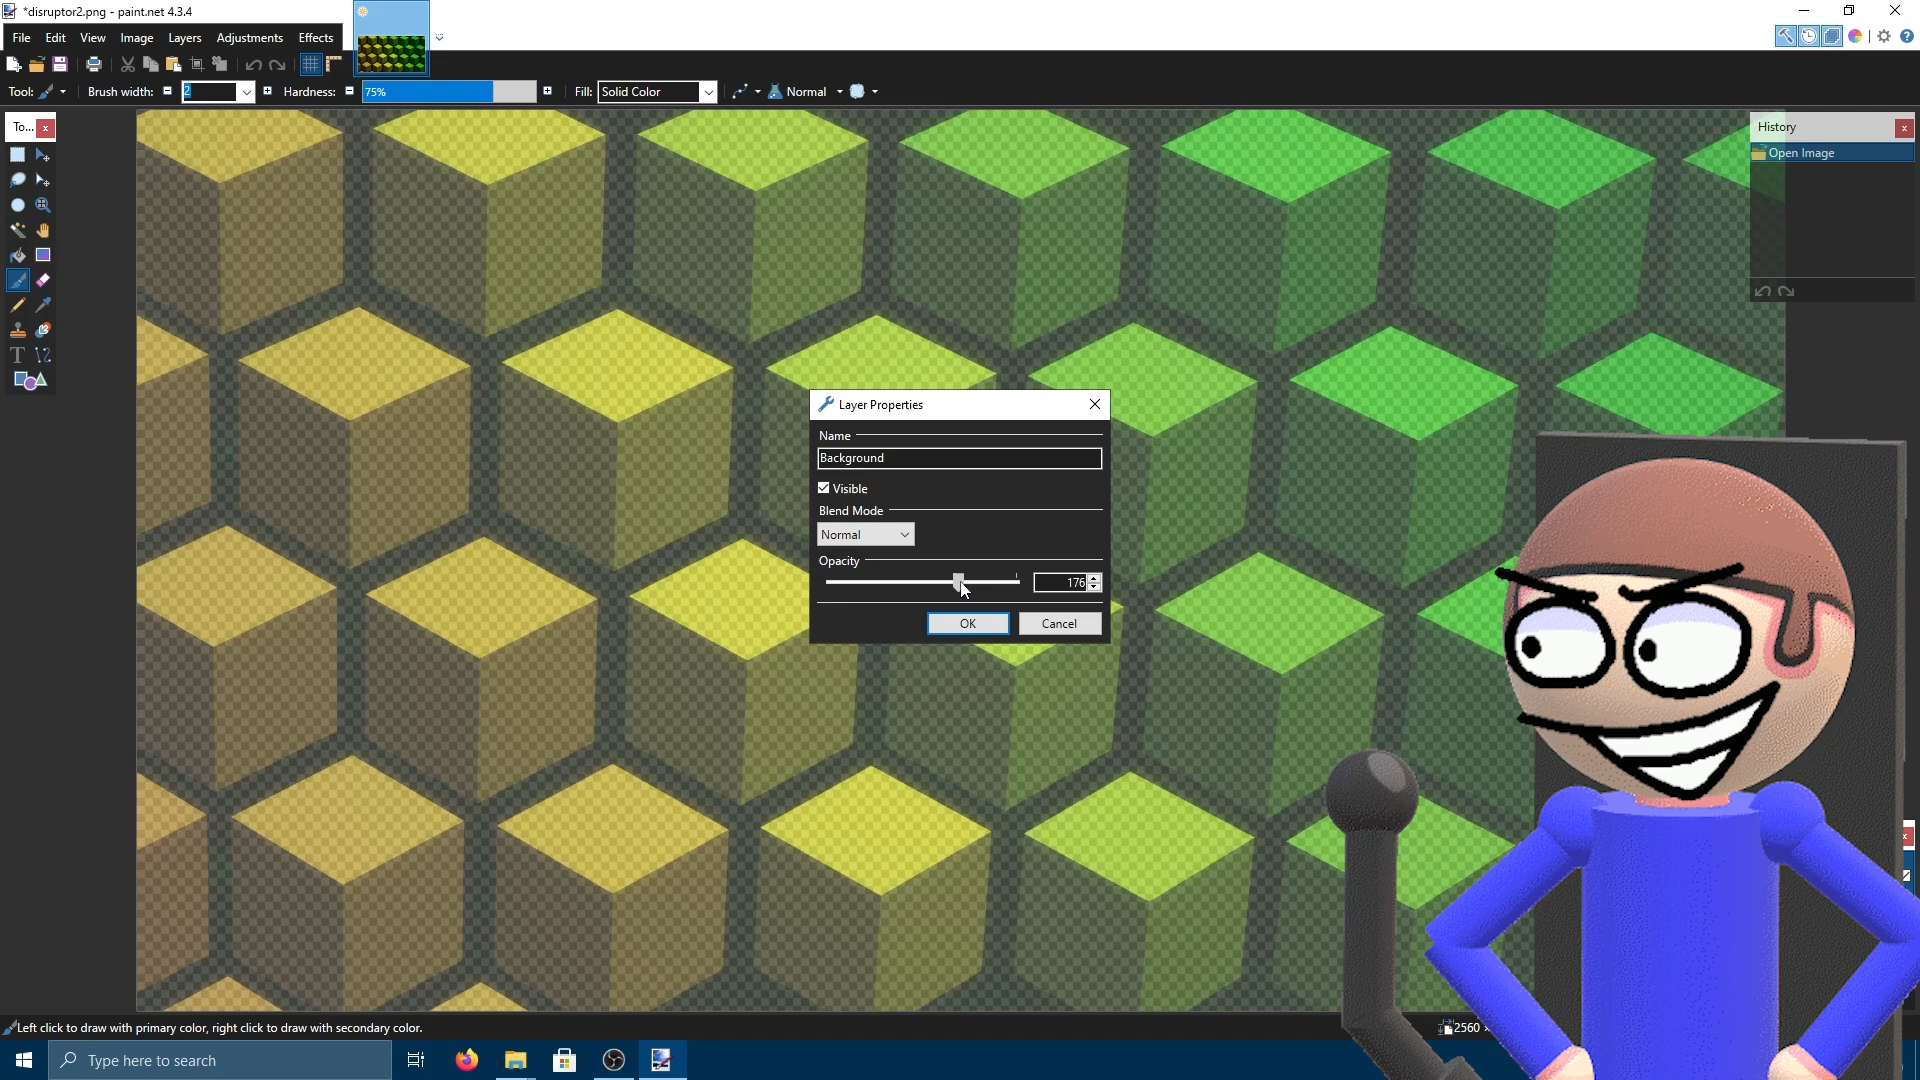 *disruptor2.png - paint.net 4.3.4
File Edit View Image Layers Adjustments Effects
Tool: Brush width: 2 Hardness: 75% Fill: Solid Color Normal
To...
History
Open Image
Layer Properties
Name
Background
Visible
Blend Mode
Normal
Opacity
176
OK Cancel
Left click to draw with primary color, right click to draw with secondary color.
2560
Type here to search